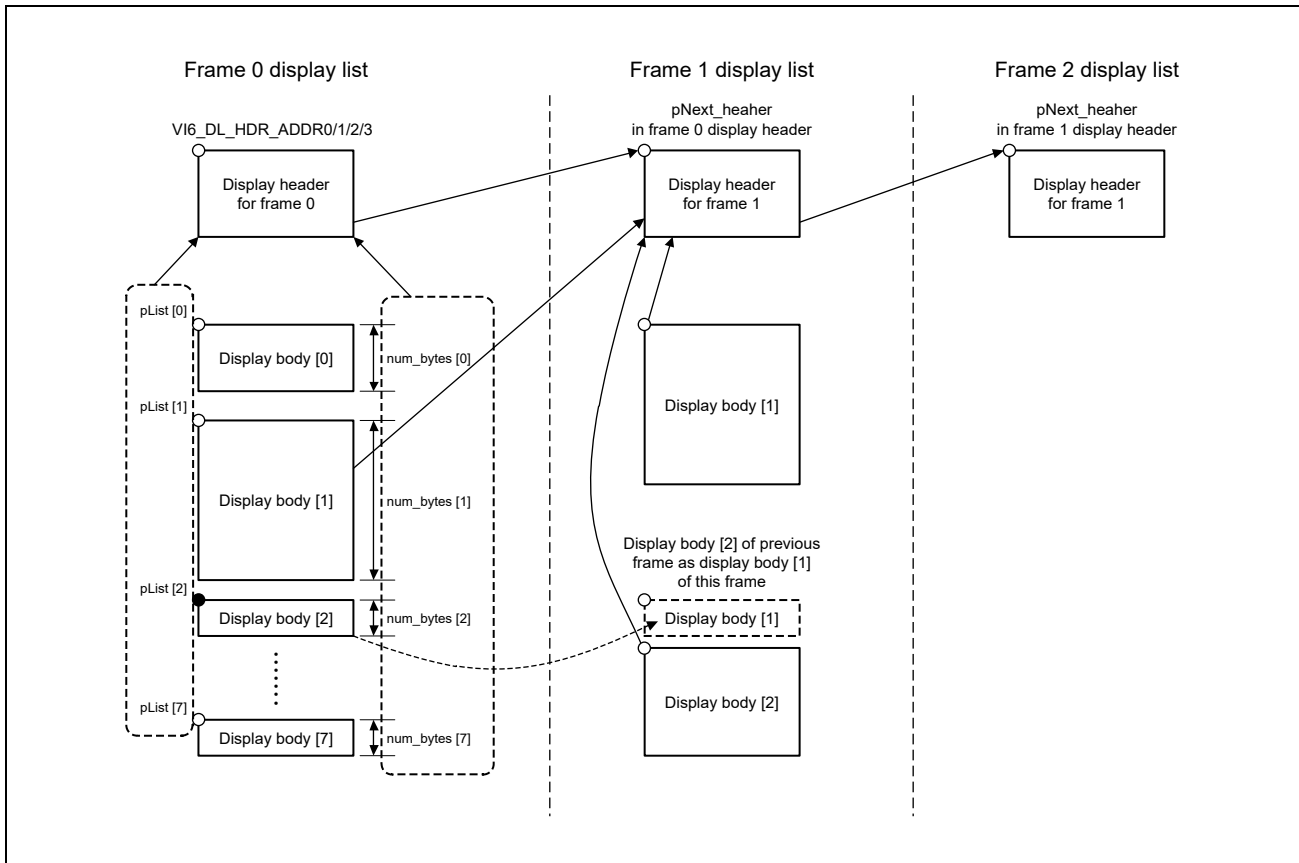 Frame 0 display list
Frame 1 display list
Frame 2 display list
VI6_DL_HDR_ADDR0/1/2/3
pNext_heaher
in frame 0 display header
pNext_heaher
in frame 1 display header
Display header
for frame 0
Display header
for frame 1
Display header
for frame 1
pList [0]
Display body [0]
num_bytes [0]
pList [1]
Display body [1]
num_bytes [1]
pList [2]
Display body [2]
num_bytes [2]
pList [7]
Display body [7]
num_bytes [7]
Display body [1]
Display body [2] of previous
frame as display body [1]
of this frame
Display body [1]
Display body [2]